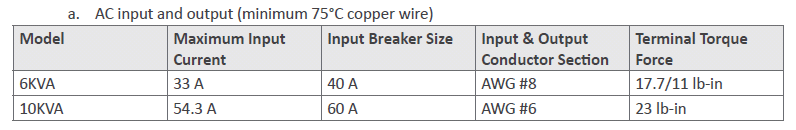 a. AC input and output (minimum 75°C copper wire)
Model Maximum Input Current Input Breaker Size Input & Output Conductor Section Terminal Torque Force
6KVA 33 A 40 A AWG #8 17.7/11 lb-in
10KVA 54.3 A 60 A AWG #6 23 lb-in